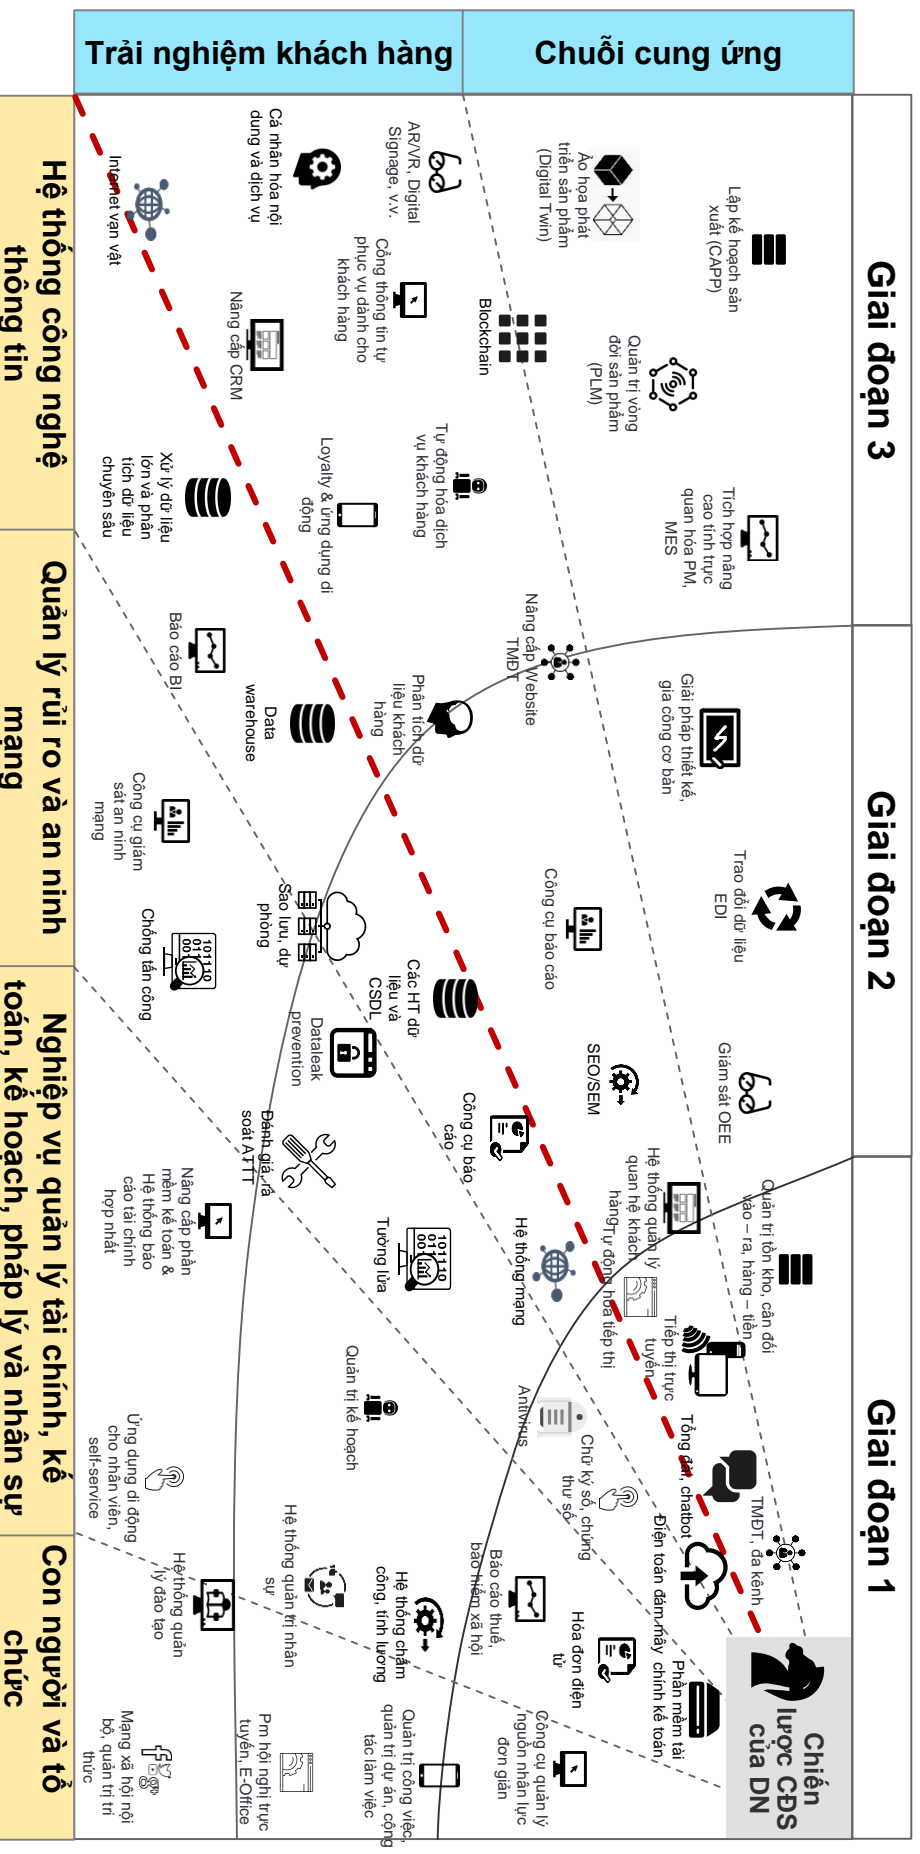 Trải nghiệm khách hàng
Chuỗi cung ứng
Giai đoạn 3
Giai đoạn 2
Giai đoạn 1
Hệ thống công nghệ
thông tin
Quản lý rủi ro và an ninh
mạng
Nghiệp vụ quản lý tài chính, kế
toán, kế hoạch, pháp lý và nhân sự
Con người và tổ
chức
Chiến
lược CĐS
của DN
Lập kế hoạch sản
xuất (CAPP)
Ảo họa phát
triển sản phẩm
(Digital Twin)
Quản trị vòng
đời sản phẩm
(PLM)
Tích hợp nâng
cao tính trực
quan hóa PM,
MES
Blockchain
AR/VR, Digital
Signage, v.v.
Cá nhân hóa nội
dung và dịch vụ
Cổng thông tin tự
phục vụ dành cho
khách hàng
Nâng cấp CRM
Tự động hóa dịch
vụ khách hàng
Loyalty & ứng dụng di
động
Internet vạn vật
Xử lý dữ liệu
lớn và phân
tích dữ liệu
chuyên sâu
Nâng cấp Website
TMĐT
Giải pháp thiết kế,
gia công cơ bản
Trao đổi dữ liệu
EDI
Giám sát OEE
Công cụ báo cáo
SEO/SEM
Phân tích dữ
liệu khách
hàng
Báo cáo BI
Data
warehouse
Các HT dữ
liệu và
CSDL
Công cụ báo
cáo
Công cụ giám
sát an ninh
mạng
Chống tấn công
Sao lưu, dự
phòng
Dataleak
prevention
Đánh giá, rà
soát ATTT
Tường lửa
Quản trị tồn kho, cân đối
vào – ra, hàng – tiền
Hệ thống quản lý
quan hệ khách
hàng
Tự động hóa tiếp thị
Tiếp thị trực
tuyến
Hệ thống mạng
Tổng đài, chatbot
TMĐT, đa kênh
Điện toán đám mây
Antivirus
Chữ ký số, chứng
thư số
Nâng cấp phần
mềm kế toán &
Hệ thống báo
cáo tài chính
hợp nhất
Quản trị kế hoạch
Ứng dụng di động
cho nhân viên,
self-service
Hệ thống quản trị nhân
sự
Hệ thống chấm
công, tính lương
Báo cáo thuế,
bảo hiểm xã hội
Hóa đơn điện
tử
Phần mềm tài
chính kế toán
Hệ thống quản
lý đào tạo
Mạng xã hội nội
bộ, quản trị tri
thức
Pm hội nghị trực
tuyến, E-Office
Quản trị công việc,
quản trị dự án, cộng
tác làm việc
Công cụ quản lý
nguồn nhân lực
đơn giản